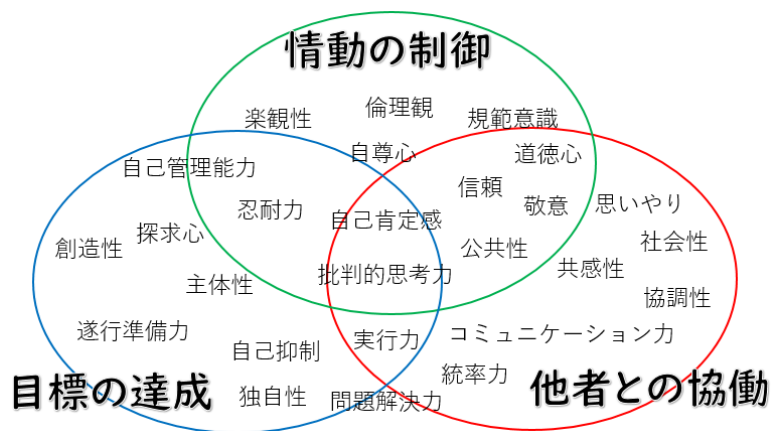 情動の制御
楽観性
倫理観
規範意識
自尊心
道徳心
自己管理能力
信頼
忍耐力
敬意
思いやり
自己肯定感
探求心
創造性
公共性
社会性
主体性
批判的思考力
共感性
協調性
遂行準備力
自己抑制
実行力
コミュニケーション力
統率力
目標の達成
独自性
問題解決力
他者との協働